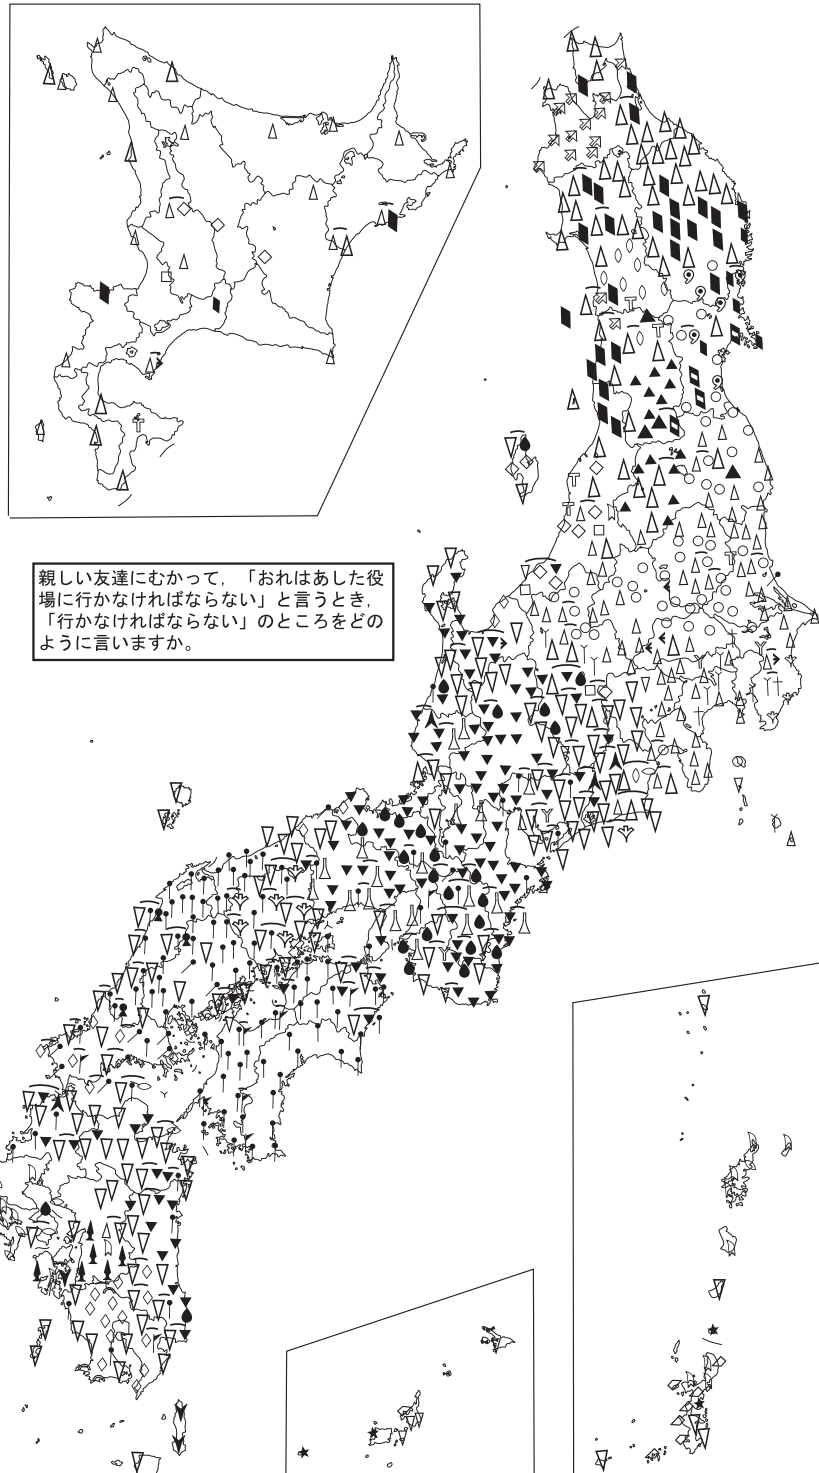 親しい友達にむかって，「おれはあした役
場に行かなければならない」と言うとき，
「行かなければならない」のところをどの
ように言いますか。